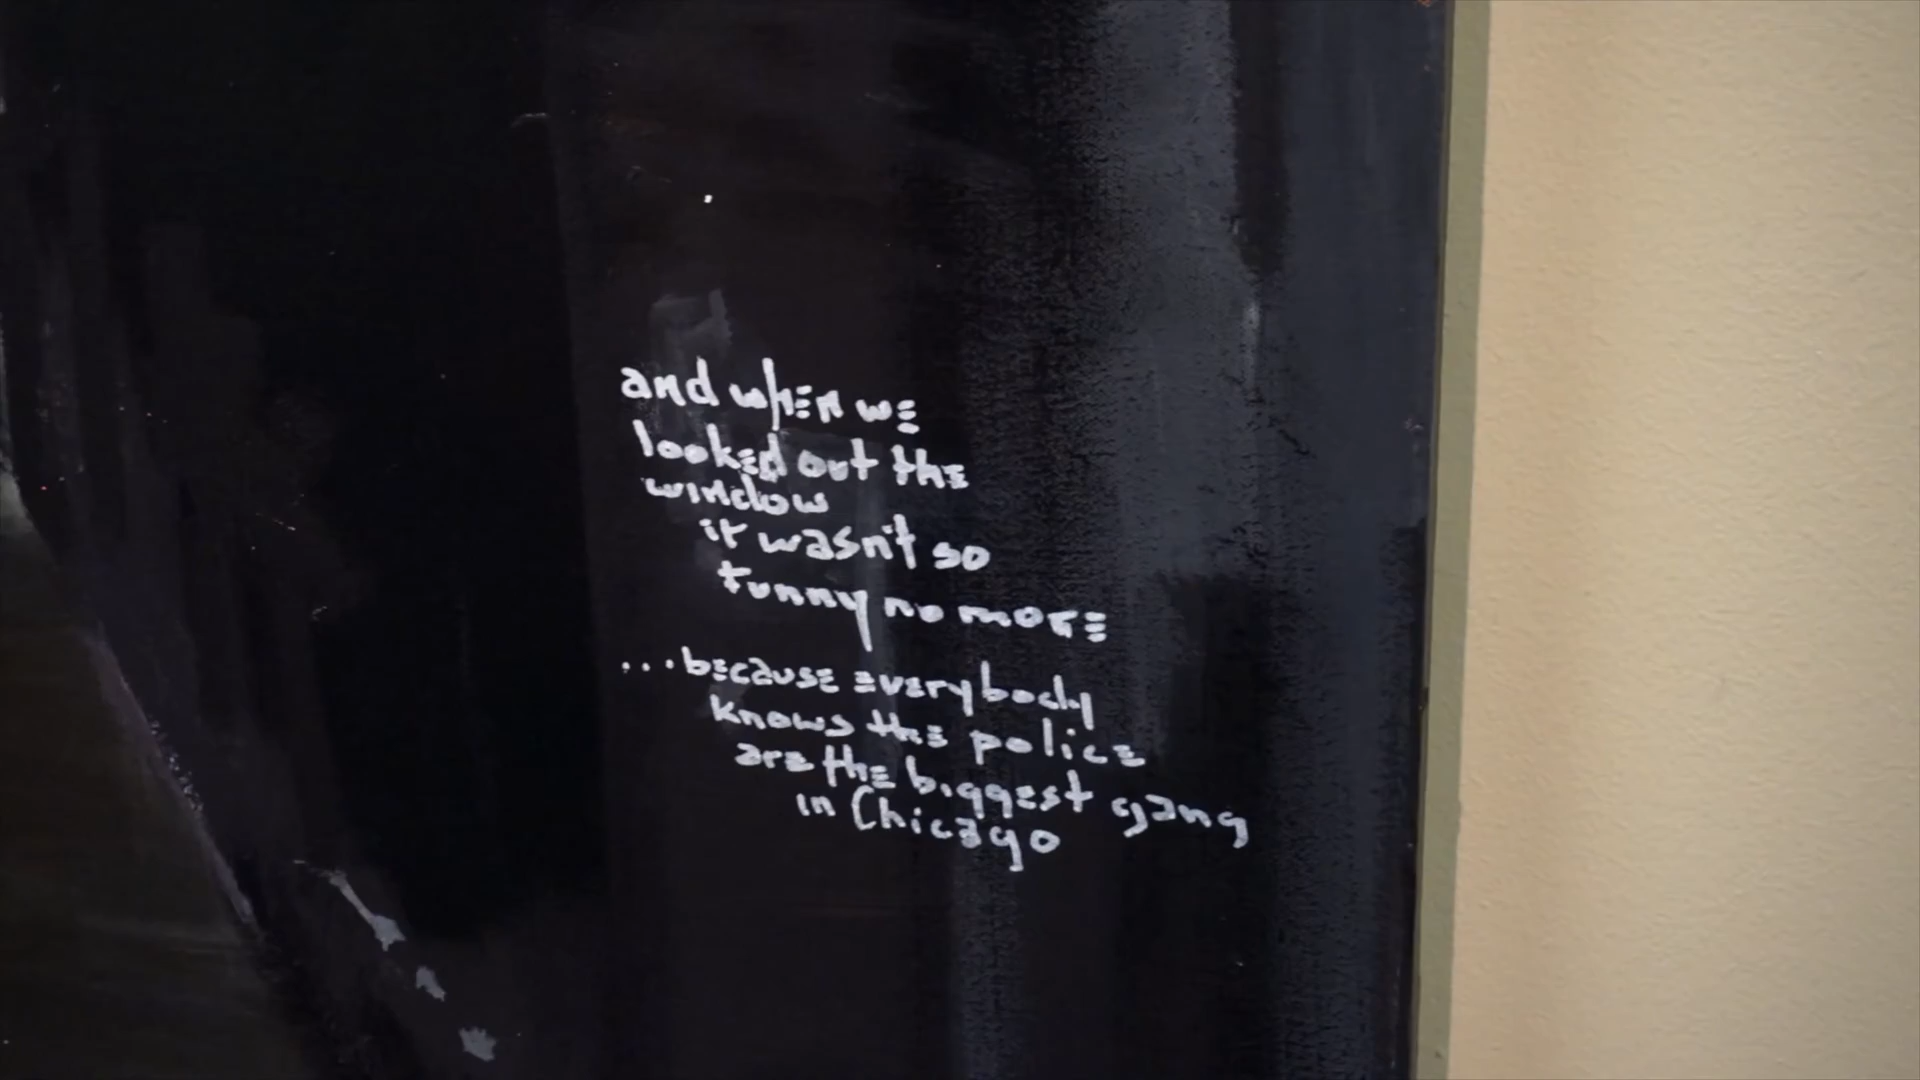 and when we
looked out the
window
it wasn't so
funny no more
...because everybody
knows the police
are the biggest gang
in Chicago